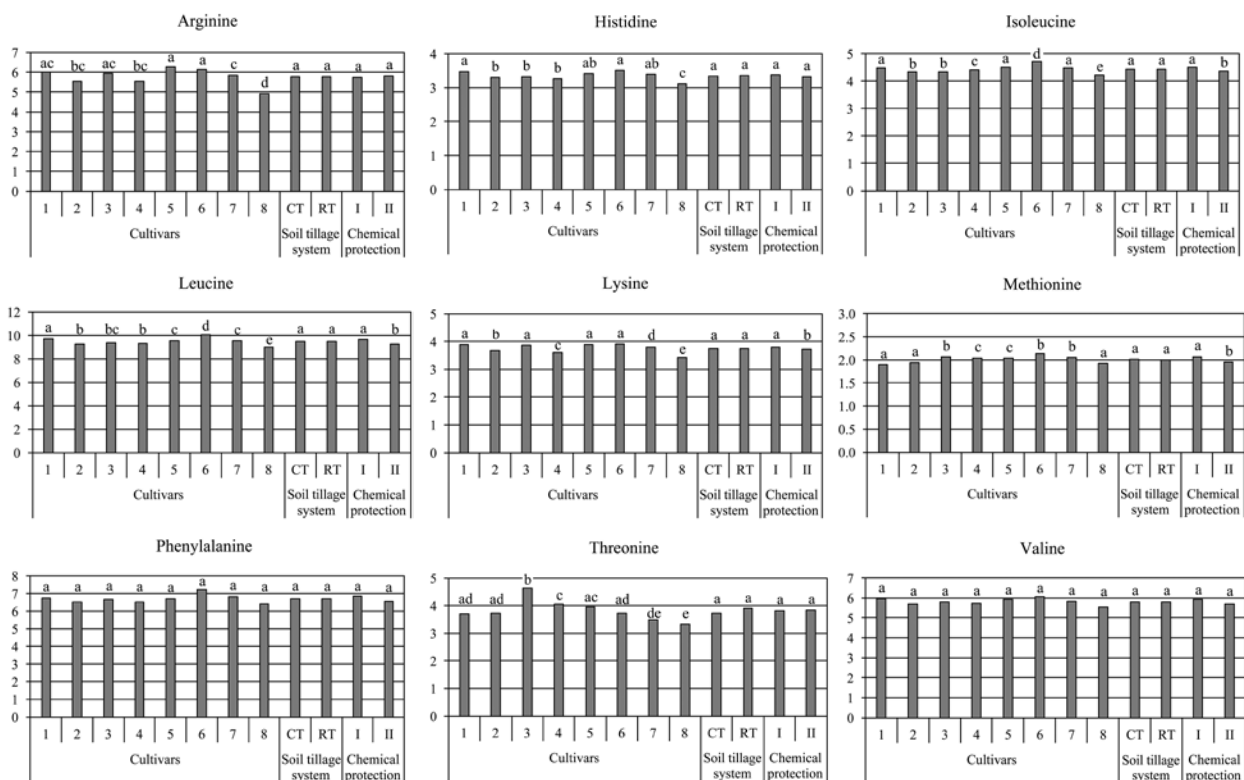 Arginine
7
6
5
4
3
2
1
0
ac bc ac bc a a c d a a a a
1 2 3 4 5 6 7 8 CT RT I II
Cultivars
Soil tillage system
Chemical protection
Histidine
4
3
2
1
0
a b b b ab a ab c a a a a
1 2 3 4 5 6 7 8 CT RT I II
Cultivars
Soil tillage system
Chemical protection
Isoleucine
5
4
3
2
1
0
a b b c a d a e a a a b
1 2 3 4 5 6 7 8 CT RT I II
Cultivars
Soil tillage system
Chemical protection
Leucine
12
10
8
6
4
2
0
a b bc b c d c e a a a b
1 2 3 4 5 6 7 8 CT RT I II
Cultivars
Soil tillage system
Chemical protection
Lysine
5
4
3
2
1
0
a b a c a a d e a a a b
1 2 3 4 5 6 7 8 CT RT I II
Cultivars
Soil tillage system
Chemical protection
Methionine
3.0
2.5
2.0
1.5
1.0
0.5
0.0
a a b c c b b a a a a b
1 2 3 4 5 6 7 8 CT RT I II
Cultivars
Soil tillage system
Chemical protection
Phenylalanine
8
7
6
5
4
3
2
1
0
a a a a a a a a a a a a
1 2 3 4 5 6 7 8 CT RT I II
Cultivars
Soil tillage system
Chemical protection
Threonine
5
4
3
2
1
0
ad ad b c ac ad de e a a a a
1 2 3 4 5 6 7 8 CT RT I II
Cultivars
Soil tillage system
Chemical protection
Valine
7
6
5
4
3
2
1
0
a a a a a a a a a a a a
1 2 3 4 5 6 7 8 CT RT I II
Cultivars
Soil tillage system
Chemical protection